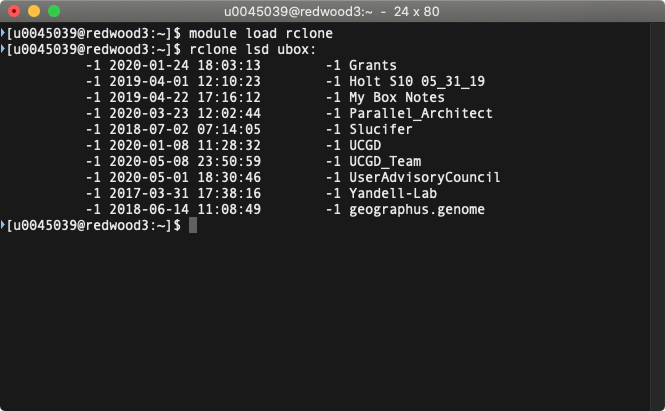 u0045039@redwood3:~ - 24 x 80
[u0045039@redwood3:~]$ module load rclone
[u0045039@redwood3:~]$ rclone lsd ubox:
          -1 2020-01-24 18:03:13        -1 Grants
          -1 2019-04-01 12:10:23        -1 Holt S10 05_31_19
          -1 2019-04-22 17:16:12        -1 My Box Notes
          -1 2020-03-23 12:02:44        -1 Parallel_Architect
          -1 2018-07-02 07:14:05        -1 Slucifer
          -1 2020-01-08 11:28:32        -1 UCGD
          -1 2020-05-08 23:50:59        -1 UCGD_Team
          -1 2020-05-01 18:30:46        -1 UserAdvisoryCouncil
          -1 2017-03-31 17:38:16        -1 Yandell-Lab
          -1 2018-06-14 11:08:49        -1 geographus.genome
[u0045039@redwood3:~]$